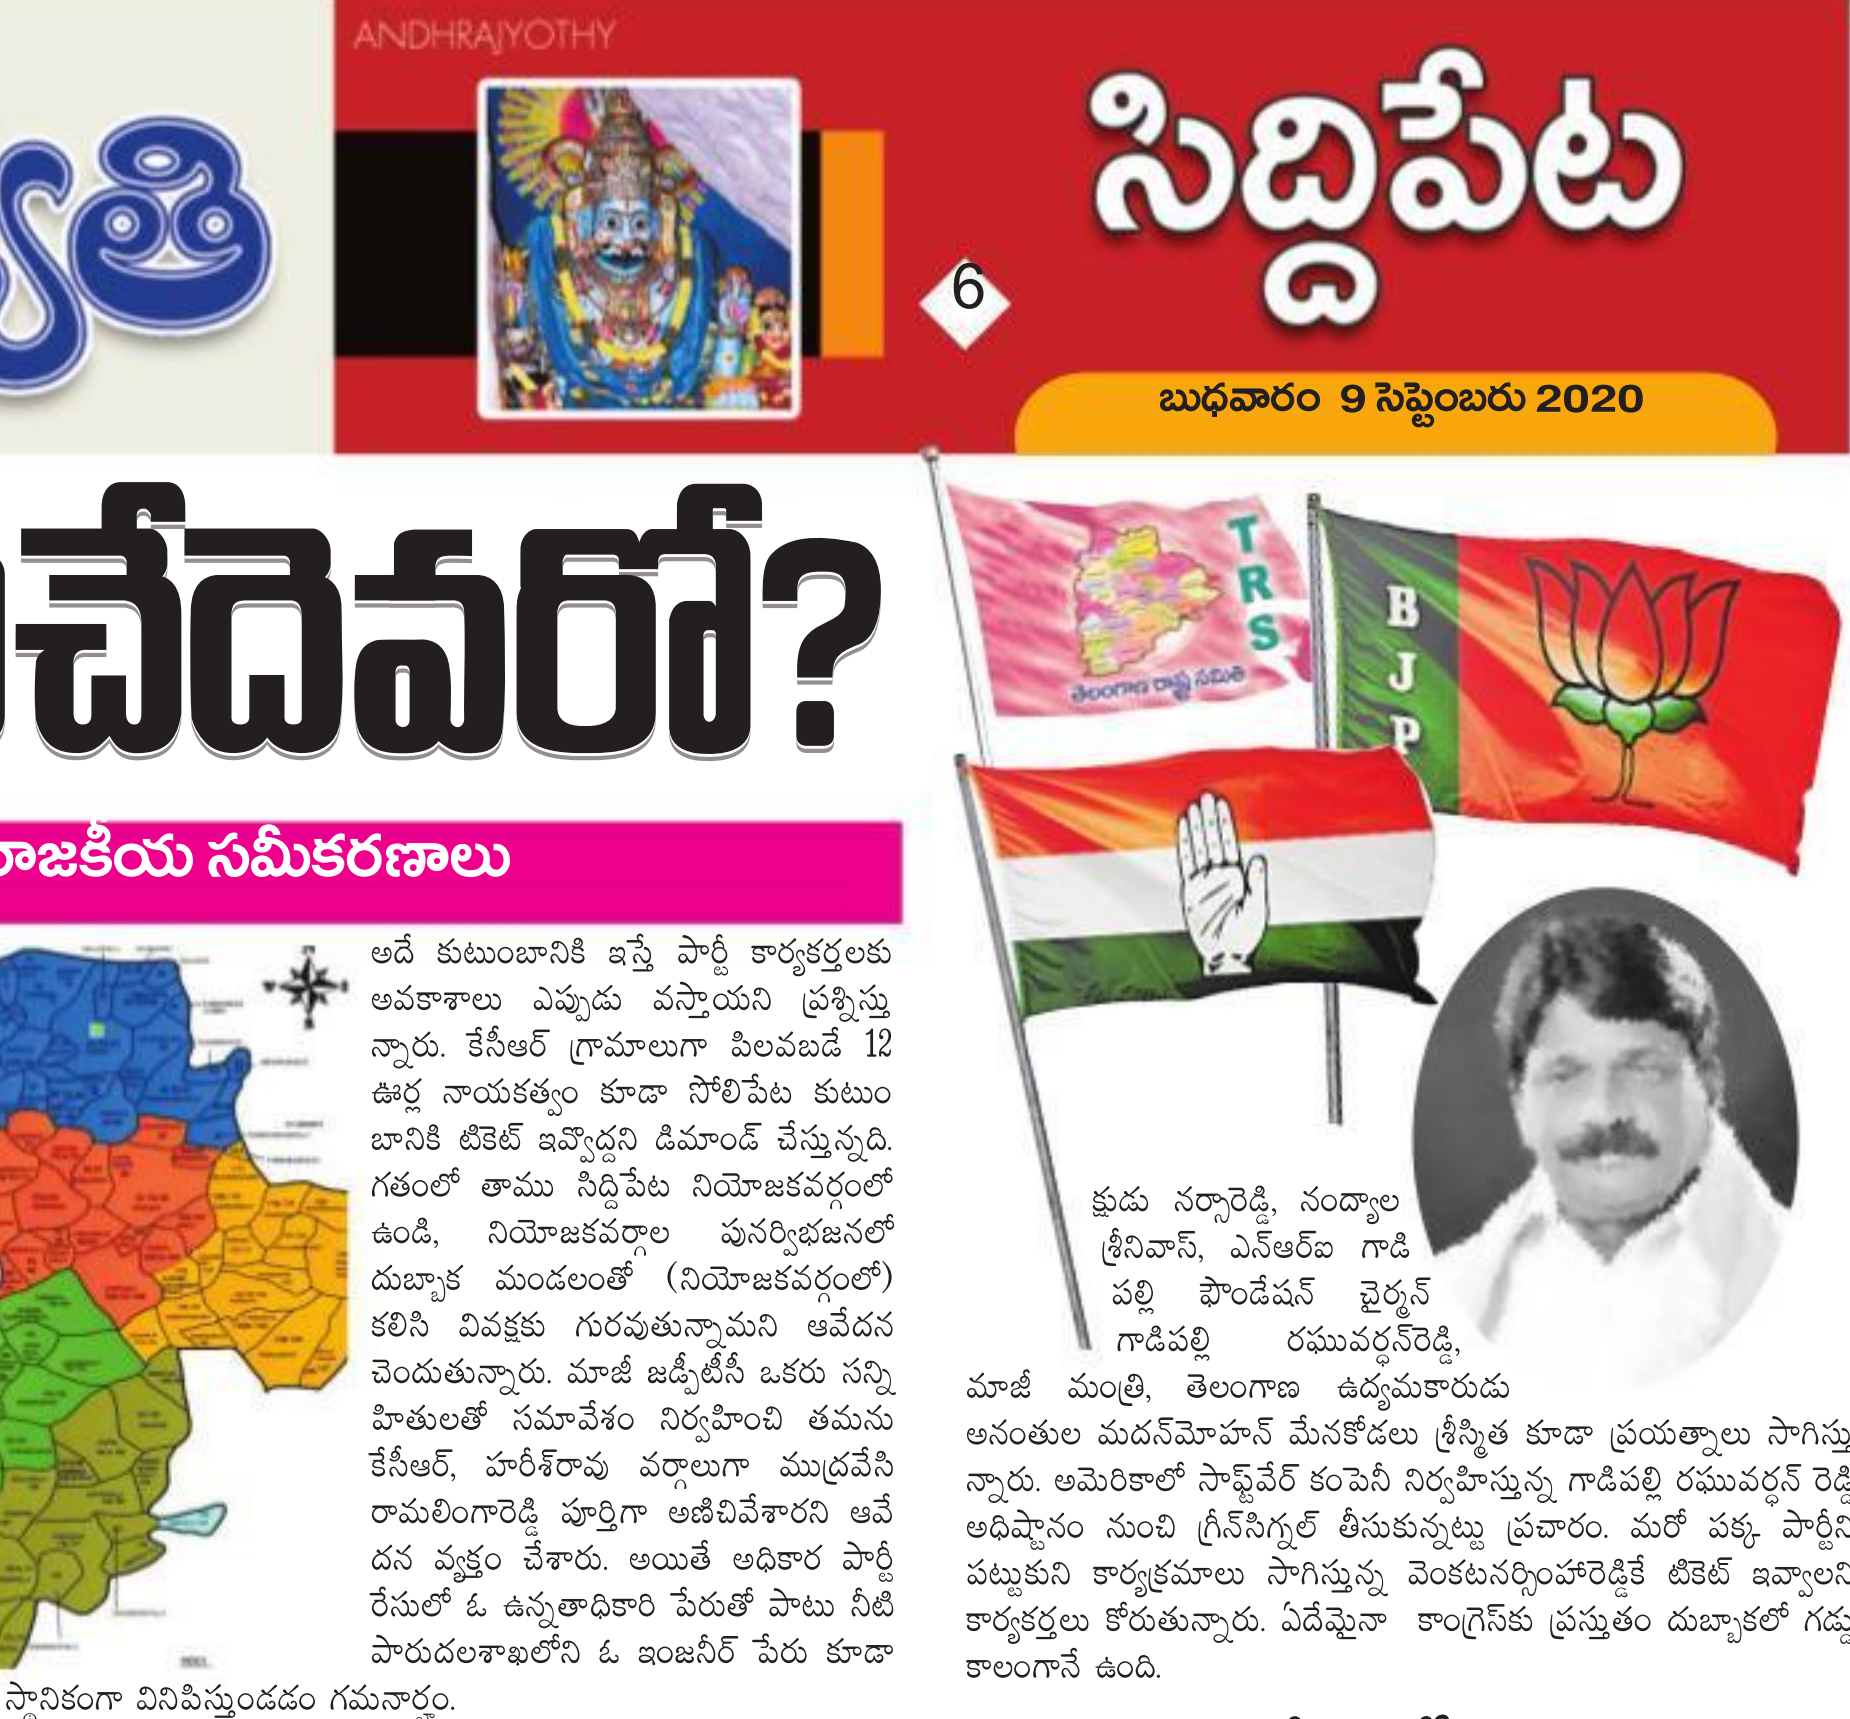 ANDHRAJYOTHY
సిద్దిపేట
6
బుధవారం 9 సెప్టెంబరు 2020
చేదెవరో?
T
R
S
తెలంగాణ రాష్ట్ర సమితి
B
J
P
రాజకీయ సమీకరణాలు
అదే కుటుంబానికి ఇస్తే పార్టీ కార్యకర్తలకు
అవకాశాలు ఎప్పుడు వస్తాయని ప్రశ్నిస్తు
న్నారు. కేసీఆర్ గ్రామాలుగా పిలవబడే 12
ఊర్ల నాయకత్వం కూడా సోలిపేట కుటుం
బానికి టికెట్ ఇవ్వొద్దని డిమాండ్ చేస్తున్నది.
గతంలో తాము సిద్దిపేట నియోజకవర్గంలో
ఉండి, నియోజకవర్గాల పునర్విభజనలో
దుబ్బాక మండలంతో (నియోజకవర్గంలో)
కలిసి వివక్షకు గురవుతున్నామని ఆవేదన
చెందుతున్నారు. మాజీ జడ్పీటీసీ ఒకరు సన్ని
హితులతో సమావేశం నిర్వహించి తమను
కేసీఆర్, హరీశ్‌రావు వర్గాలుగా ముద్రవేసి
రామలింగారెడ్డి పూర్తిగా అణిచివేశారని ఆవే
దన వ్యక్తం చేశారు. అయితే అధికార పార్టీ
రేసులో ఓ ఉన్నతాధికారి పేరుతో పాటు నీటి
పారుదలశాఖలోని ఓ ఇంజనీర్ పేరు కూడా
స్థానికంగా వినిపిస్తుండడం గమనార్హం.
క్షుడు నర్సారెడ్డి, నంద్యాల
శ్రీనివాస్, ఎన్ఆర్ఐ గాడి
పల్లి ఫౌండేషన్ చైర్మన్
గాడిపల్లి రఘువర్ధన్‌రెడ్డి,
మాజీ మంత్రి, తెలంగాణ ఉద్యమకారుడు
అనంతుల మదన్‌మోహన్ మేనకోడలు శ్రీస్మిత కూడా ప్రయత్నాలు సాగిస్తు
న్నారు. అమెరికాలో సాఫ్ట్‌వేర్ కంపెనీ నిర్వహిస్తున్న గాడిపల్లి రఘువర్ధన్ రెడ్డి
అధిష్టానం నుంచి గ్రీన్‌సిగ్నల్ తీసుకున్నట్టు ప్రచారం. మరో పక్క పార్టీని
పట్టుకుని కార్యక్రమాలు సాగిస్తున్న వెంకటనర్సింహారెడ్డికే టికెట్ ఇవ్వాలని
కార్యకర్తలు కోరుతున్నారు. ఏదేమైనా కాంగ్రెస్‌కు ప్రస్తుతం దుబ్బాకలో గడ్డు
కాలంగానే ఉంది.